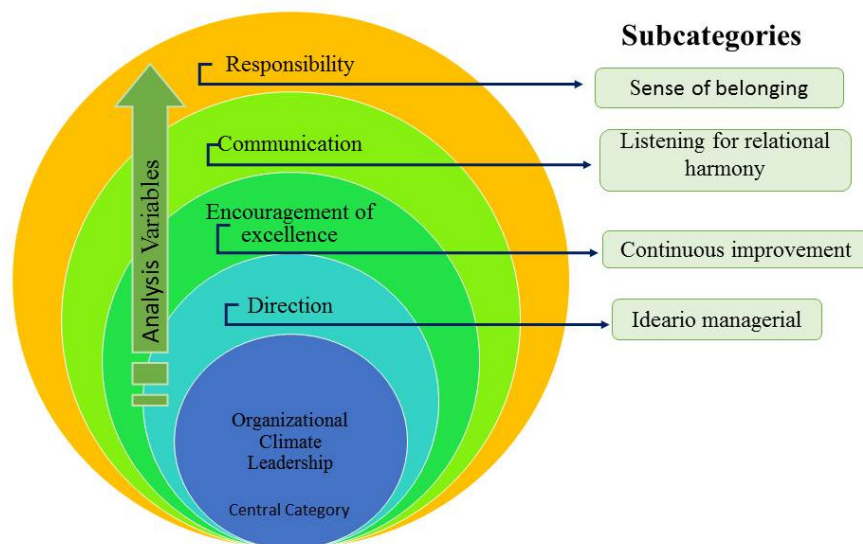 Subcategories
Responsibility
Sense of belonging
Communication
Listening for relational
harmony
Encouragement of
excellence
Continuous improvement
Direction
Ideario managerial
Analysis Variables
Organizational
Climate
Leadership
Central Category